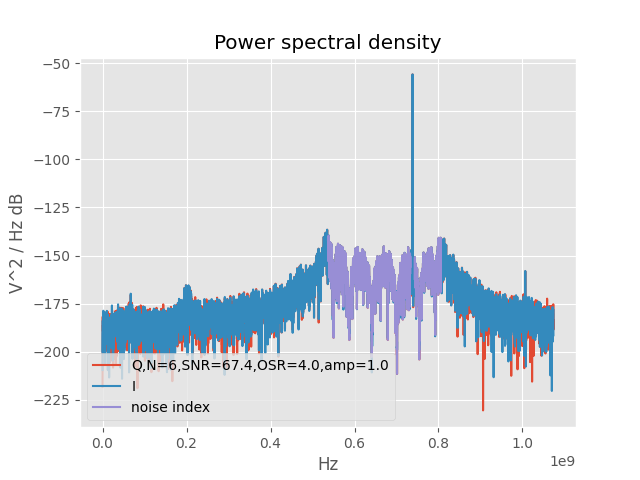 Power spectral density
V^2 / Hz dB
−50
−75
−100
−125
−150
−175
−200
−225
Q,N=6,SNR=67.4,OSR=4.0,amp=1.0
I
noise index
0.0 0.2 0.4 0.6 0.8 1.0
1e9
Hz